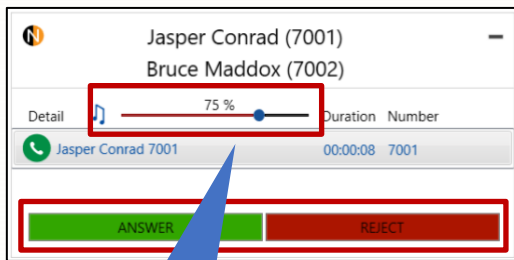 Jasper Conrad (7001)
Bruce Maddox (7002)
75 %
Detail Duration Number
Jasper Conrad 7001 00:00:08 7001
ANSWER REJECT